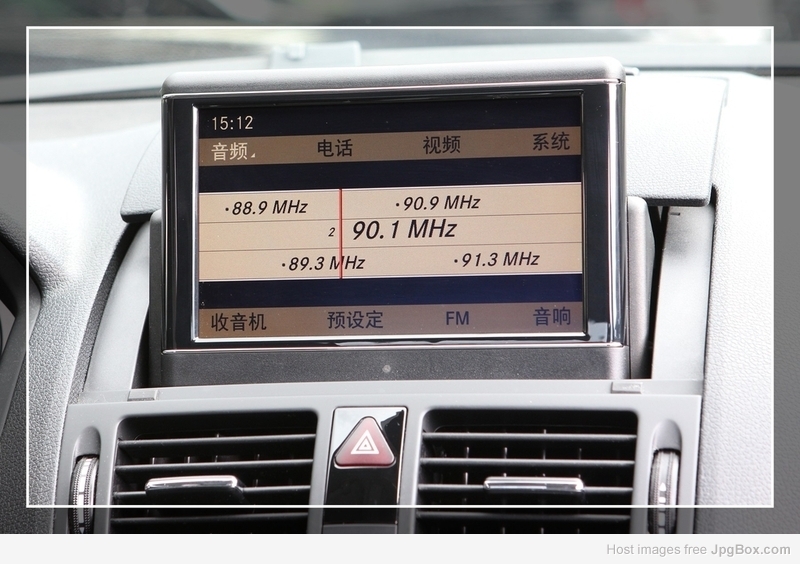 15:12
音频 电话 视频 系统
·88.9 MHz ·90.9 MHz
2 90.1 MHz
·89.3 MHz ·91.3 MHz
收音机 预设定 FM 音响
Host images free JpgBox.com